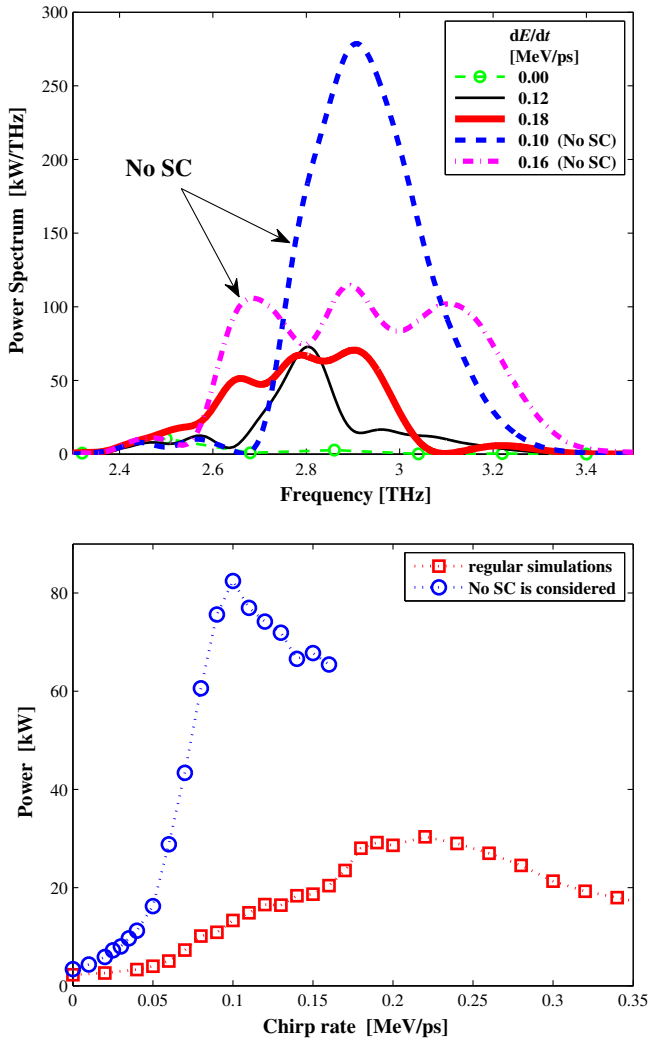 300
250
200
150
100
50
0
Power Spectrum [kW/THz]
dE/dt
[MeV/ps]
0.00
0.12
0.18
0.10 (No SC)
0.16 (No SC)
No SC
2.4 2.6 2.8 3 3.2 3.4
Frequency [THz]
80
60
40
20
0
Power [kW]
regular simulations
No SC is considered
0 0.05 0.1 0.15 0.2 0.25 0.3 0.35
Chirp rate [MeV/ps]